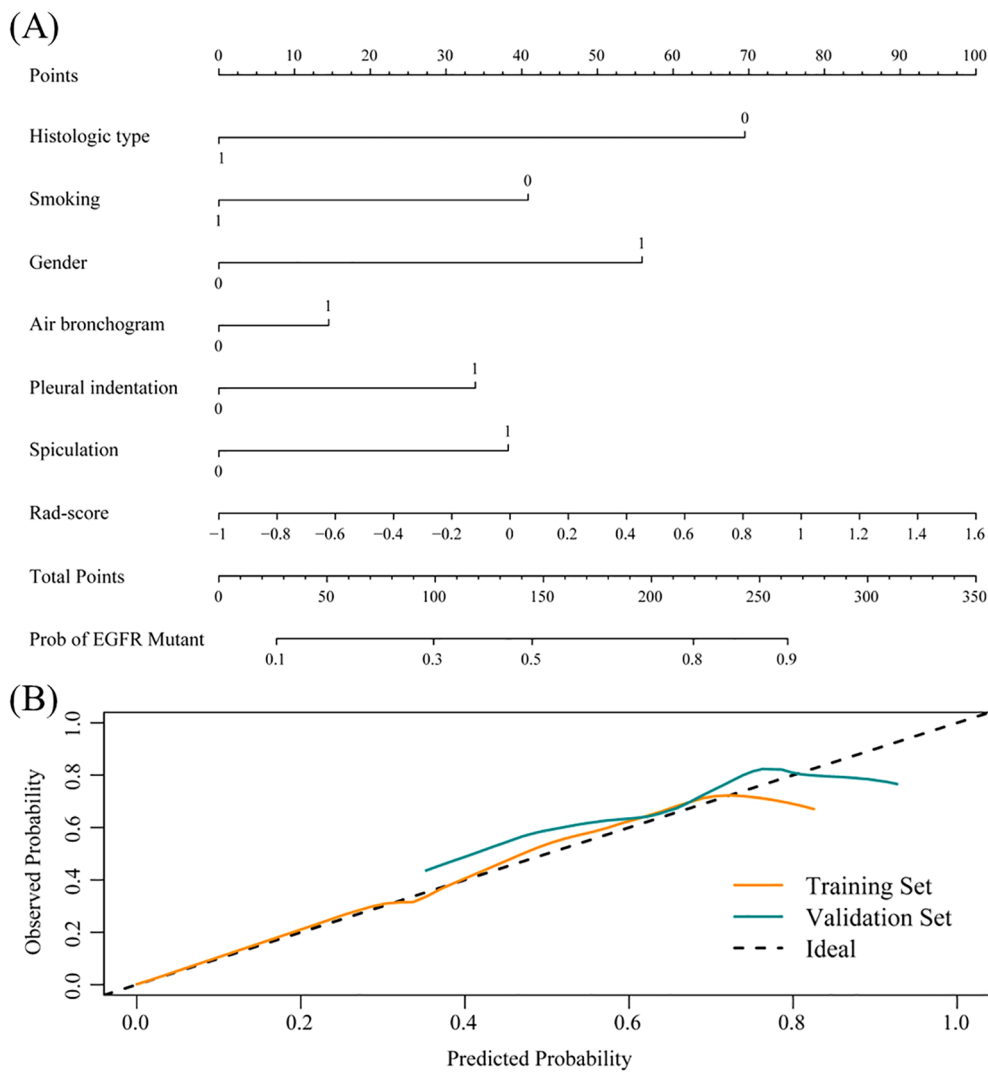 (A)
0 10 20 30 40 50 60 70 80 90 100
Points
0
Histologic type
1
0
Smoking
1
1
Gender
0
1
Air bronchogram
0
1
Pleural indentation
0
1
Spiculation
0
Rad-score
−1 −0.8 −0.6 −0.4 −0.2 0 0.2 0.4 0.6 0.8 1 1.2 1.4 1.6
Total Points
0 50 100 150 200 250 300 350
Prob of EGFR Mutant
0.1 0.3 0.5 0.8 0.9
(B)
Observed Probability
1.0
0.8
0.6
0.4
0.2
0.0
Training Set
Validation Set
Ideal
0.0 0.2 0.4 0.6 0.8 1.0
Predicted Probability